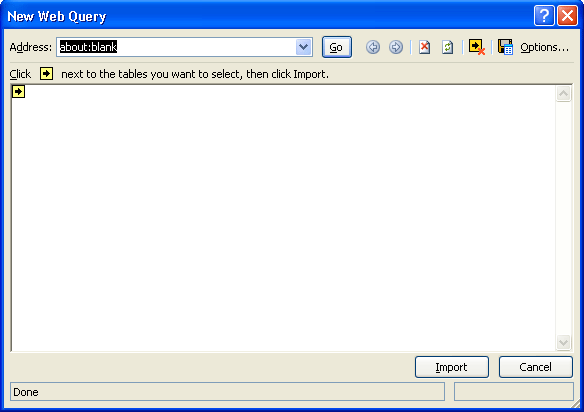 New Web Query
Address: about:blank Go Options...
Click next to the tables you want to select, then click Import.
Import Cancel
Done